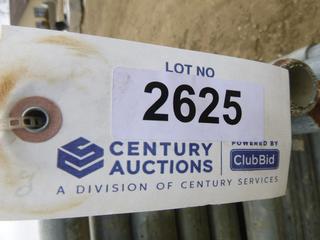 LOT NO
2625
CENTURY
AUCTIONS
POWERED BY
ClubBid
A DIVISION OF CENTURY SERVICES